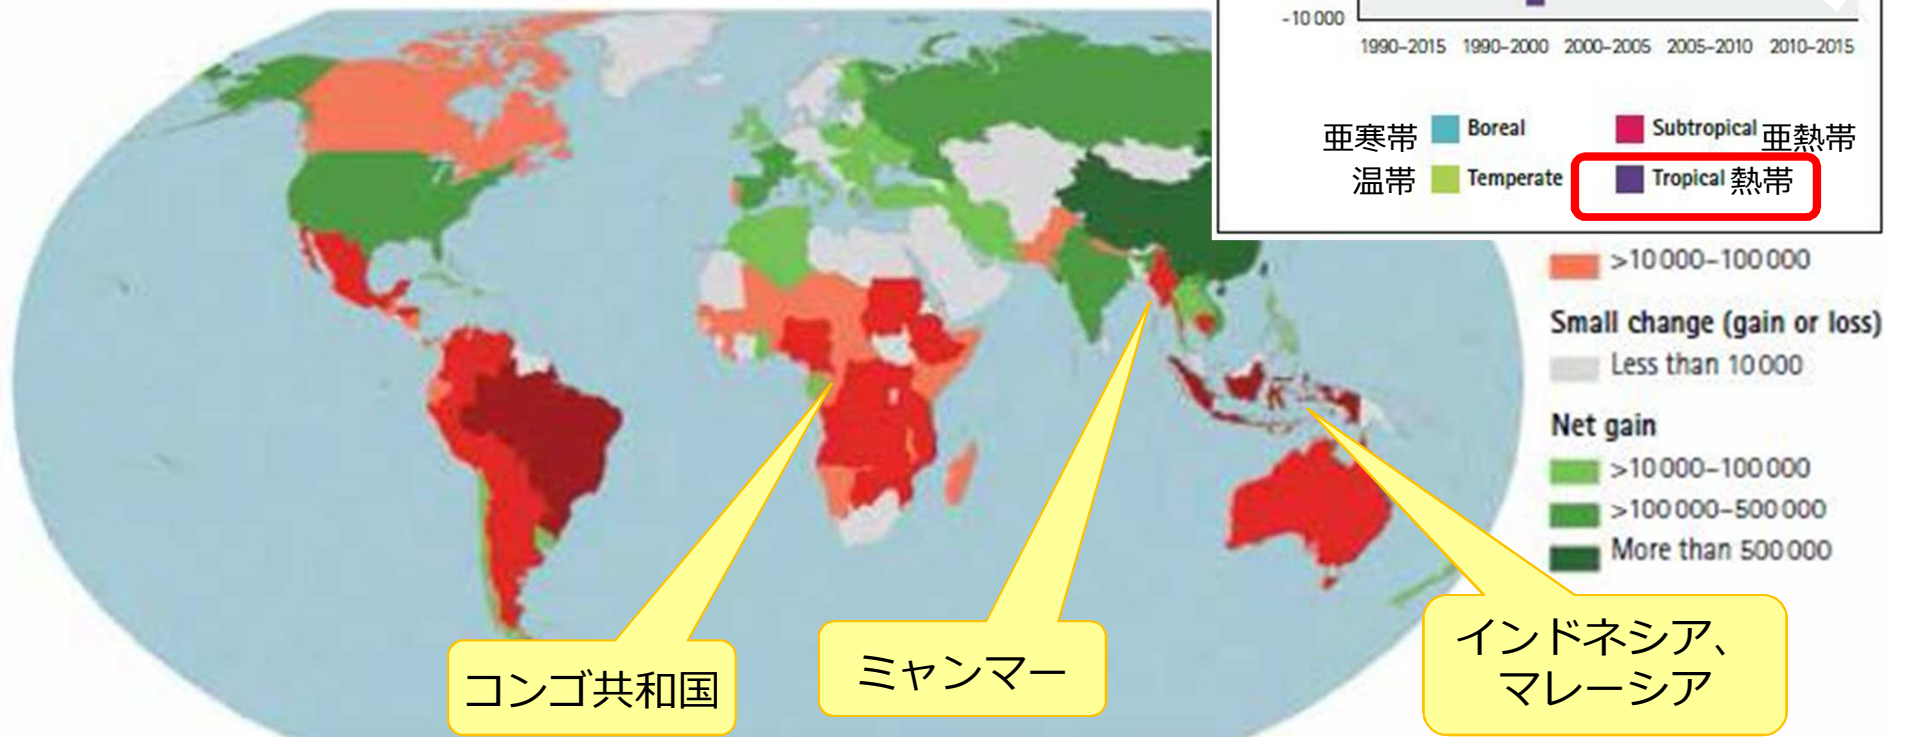 -10 000
1990–2015 1990–2000 2000–2005 2005–2010 2010–2015
亜寒帯 Boreal Subtropical 亜熱帯
温帯 Temperate Tropical 熱帯
>10 000–100 000
Small change (gain or loss)
Less than 10 000
Net gain
>10 000–100 000
>100 000–500 000
More than 500 000
コンゴ共和国
ミャンマー
インドネシア、
マレーシア